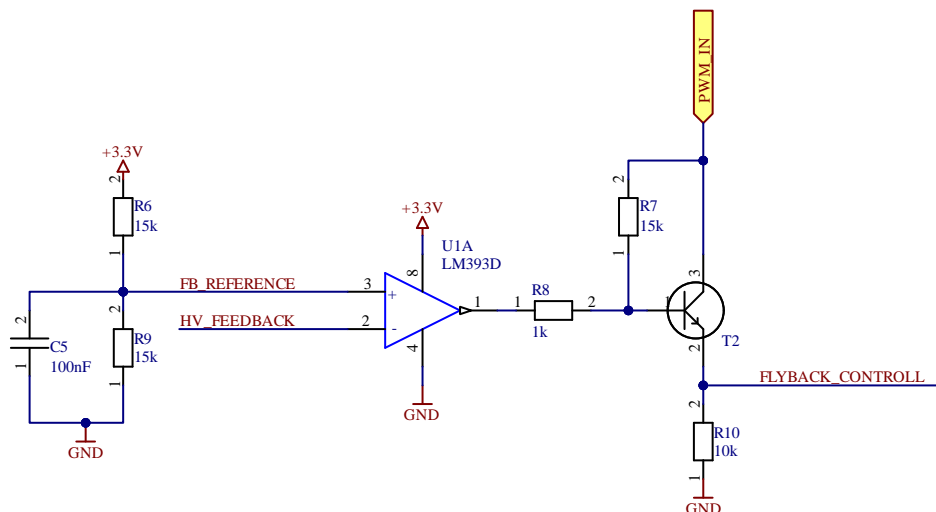 PWM_IN
+3.3V
2
R6
15k
1
+3.3V
2
R7
15k
1
U1A
LM393D
8
FB_REFERENCE
3
+
HV_FEEDBACK
2
-
1
4
GND
1
R8
2
1k
3
1
T2
2
2
C5
1
100nF
2
R9
15k
1
GND
FLYBACK_CONTROLL
2
R10
10k
1
GND